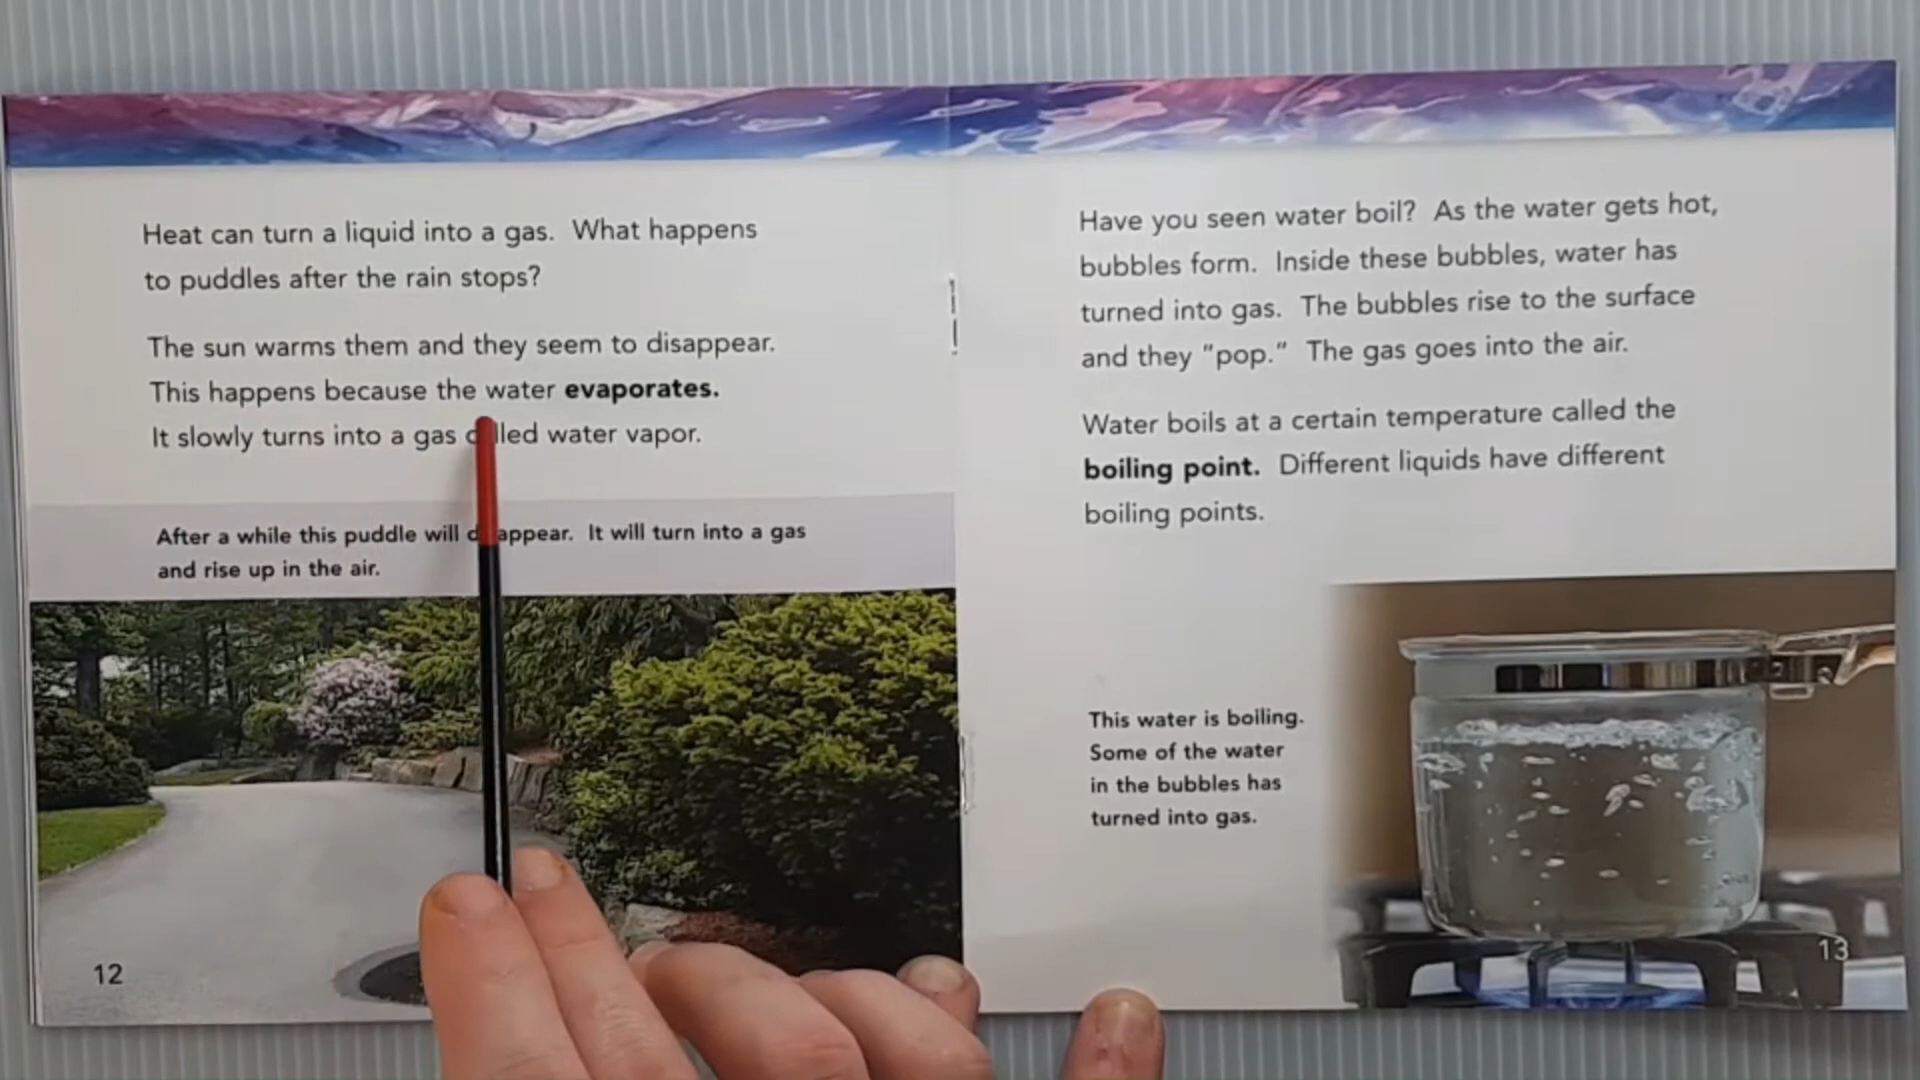 Heat can turn a liquid into a gas. What happens
to puddles after the rain stops?
The sun warms them and they seem to disappear.
This happens because the water evaporates.
It slowly turns into a gas called water vapor.
After a while this puddle will disappear. It will turn into a gas
and rise up in the air.
12
Have you seen water boil? As the water gets hot,
bubbles form. Inside these bubbles, water has
turned into gas. The bubbles rise to the surface
and they "pop." The gas goes into the air.
Water boils at a certain temperature called the
boiling point. Different liquids have different
boiling points.
This water is boiling.
Some of the water
in the bubbles has
turned into gas.
13